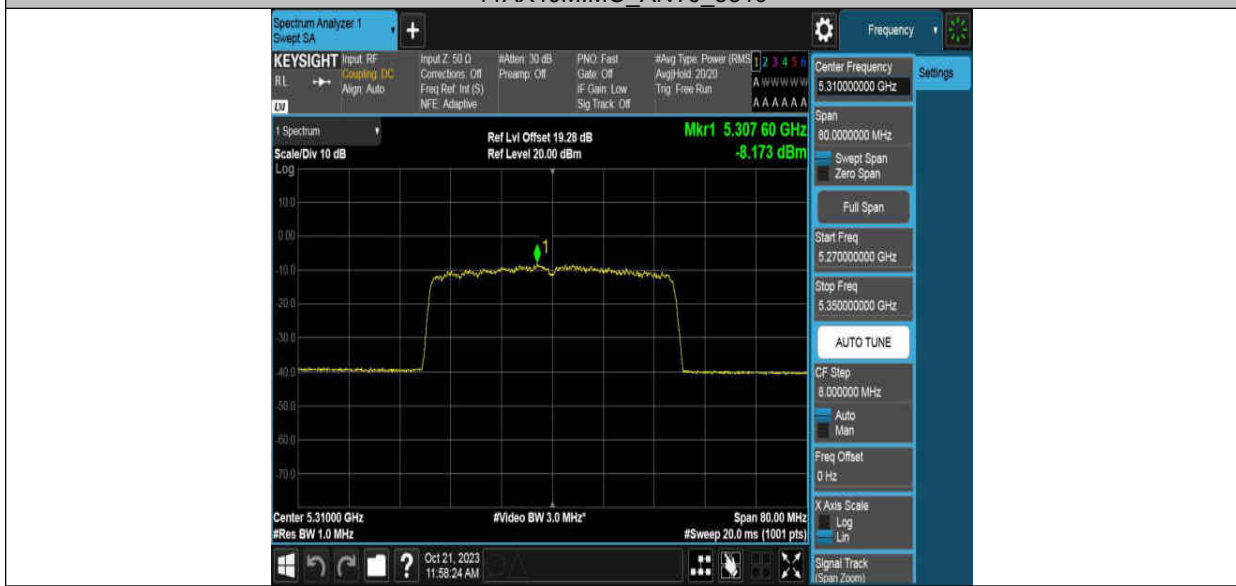 Spectrum Analyzer 1
Swept SA
+
Frequency
KEYSIGHT
RL
LXI
Input: RF
Coupling: DC
Align: Auto
Input Z: 50 Ω
Corrections: Off
Freq Ref: Int (S)
NFE: Adaptive
#Atten: 30 dB
Preamp: Off
PNO: Fast
Gate: Off
IF Gain: Low
Sig Track: Off
#Avg Type: Power (RMS
Avg|Hold: 20/20
Trig: Free Run
1 2 3 4 5 6
A W W W W W
A A A A A A
1 Spectrum
Scale/Div 10 dB
Log
Ref Lvl Offset 19.28 dB
Ref Level 20.00 dBm
Mkr1 5.307 60 GHz
-8.173 dBm
10.0
0.00
-10.0
-20.0
-30.0
-40.0
-50.0
-60.0
-70.0
1
Center 5.31000 GHz
#Res BW 1.0 MHz
#Video BW 3.0 MHz*
Span 80.00 MHz
#Sweep 20.0 ms (1001 pts)
?
Oct 21, 2023
11:58:24 AM
Center Frequency
5.310000000 GHz
Span
80.0000000 MHz
Swept Span
Zero Span
Full Span
Start Freq
5.270000000 GHz
Stop Freq
5.350000000 GHz
AUTO TUNE
CF Step
8.000000 MHz
Auto
Man
Freq Offset
0 Hz
X Axis Scale
Log
Lin
Signal Track
(Span Zoom)
Settings